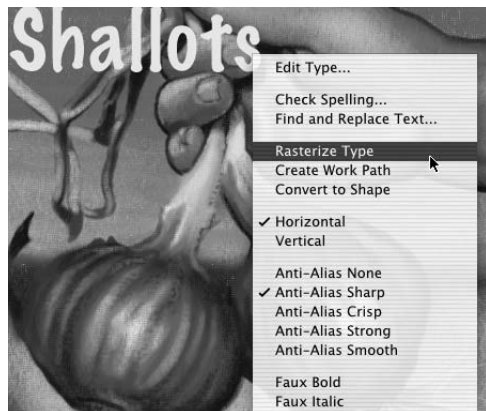 Shallots
Edit Type...
Check Spelling...
Find and Replace Text...
Rasterize Type
Create Work Path
Convert to Shape
✓ Horizontal
Vertical
Anti-Alias None
✓ Anti-Alias Sharp
Anti-Alias Crisp
Anti-Alias Strong
Anti-Alias Smooth
Faux Bold
Faux Italic